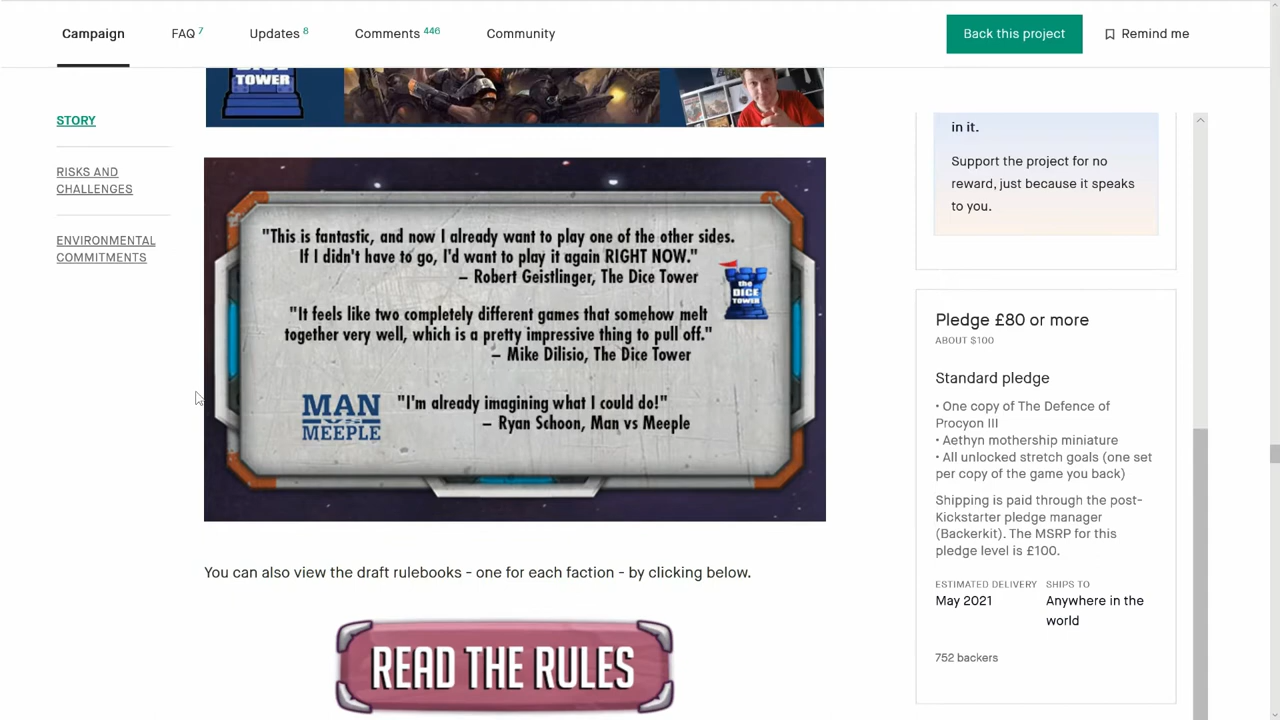 Campaign
FAQ 7
Updates 8
Comments 446
Community
Back this project
Remind me
TOWER
STORY
RISKS AND
CHALLENGES
ENVIRONMENTAL
COMMITMENTS
"This is fantastic, and now I already want to play one of the other sides.
If I didn't have to go, I'd want to play it again RIGHT NOW."
– Robert Geistlinger, The Dice Tower
the
DICE
TOWER
"It feels like two completely different games that somehow melt
together very well, which is a pretty impressive thing to pull off."
– Mike Dilisio, The Dice Tower
MAN
VS
MEEPLE
"I'm already imagining what I could do!"
– Ryan Schoon, Man vs Meeple
You can also view the draft rulebooks - one for each faction - by clicking below.
READ THE RULES
in it.
Support the project for no
reward, just because it speaks
to you.
Pledge £80 or more
ABOUT $100
Standard pledge
• One copy of The Defence of
Procyon III
• Aethyn mothership miniature
• All unlocked stretch goals (one set
per copy of the game you back)
Shipping is paid through the post-
Kickstarter pledge manager
(Backerkit). The MSRP for this
pledge level is £100.
ESTIMATED DELIVERY
May 2021
SHIPS TO
Anywhere in the
world
752 backers